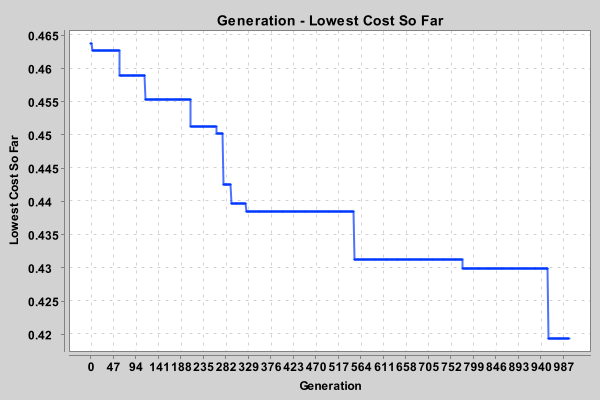 Generation - Lowest Cost So Far
0.465
0.46
0.455
0.45
0.445
0.44
0.435
0.43
0.425
0.42
Lowest Cost So Far
0 47 94 141 188 235 282 329 376 423 470 517 564 611 658 705 752 799 846 893 940 987
Generation